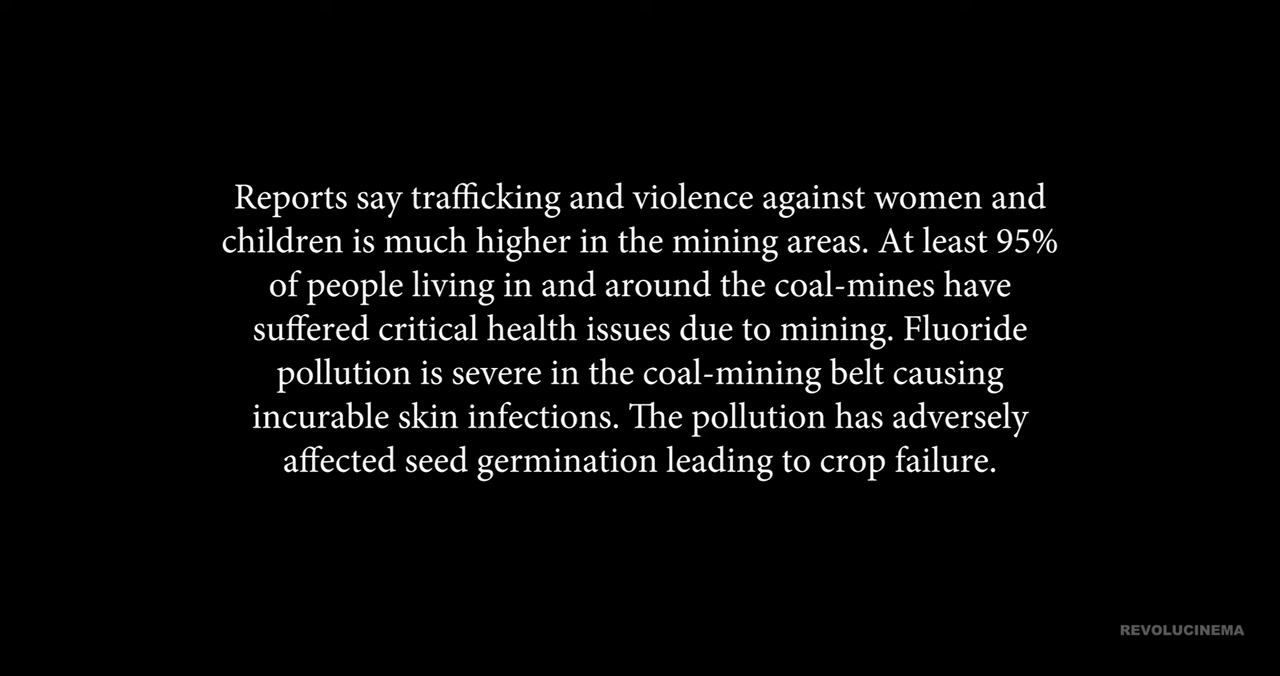 Reports say trafficking and violence against women and
children is much higher in the mining areas. At least 95%
of people living in and around the coal-mines have
suffered critical health issues due to mining. Fluoride
pollution is severe in the coal-mining belt causing
incurable skin infections. The pollution has adversely
affected seed germination leading to crop failure.
REVOLUCINEMA